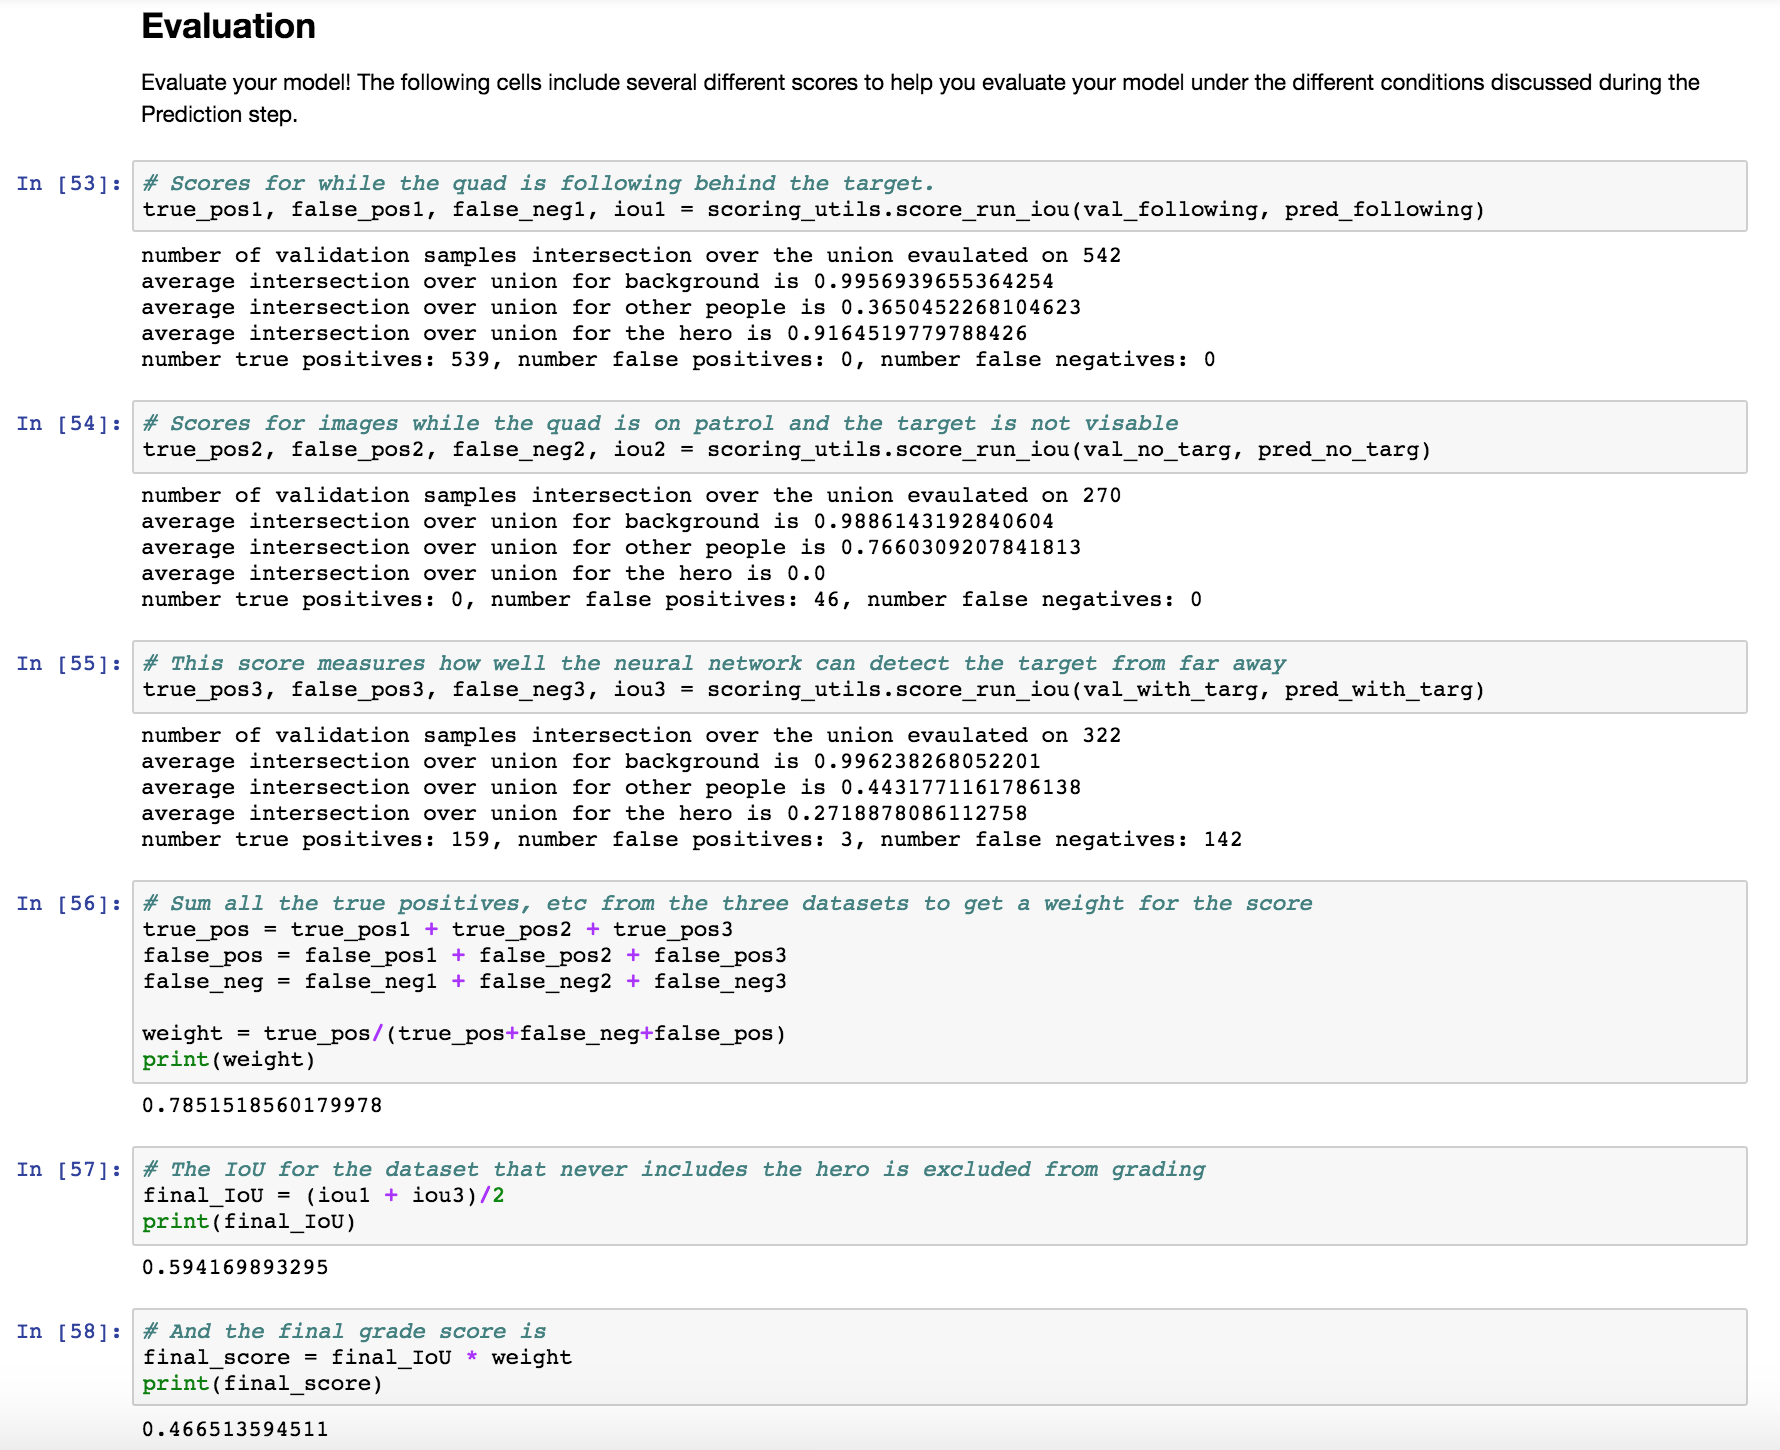 Evaluation
Evaluate your model! The following cells include several different scores to help you evaluate your model under the different conditions discussed during the
Prediction step.
In [53]: # Scores for while the quad is following behind the target.
true_pos1, false_pos1, false_neg1, iou1 = scoring_utils.score_run_iou(val_following, pred_following)
number of validation samples intersection over the union evaulated on 542
average intersection over union for background is 0.9956939655364254
average intersection over union for other people is 0.3650452268104623
average intersection over union for the hero is 0.9164519779788426
number true positives: 539, number false positives: 0, number false negatives: 0
In [54]: # Scores for images while the quad is on patrol and the target is not visable
true_pos2, false_pos2, false_neg2, iou2 = scoring_utils.score_run_iou(val_no_targ, pred_no_targ)
number of validation samples intersection over the union evaulated on 270
average intersection over union for background is 0.9886143192840604
average intersection over union for other people is 0.7660309207841813
average intersection over union for the hero is 0.0
number true positives: 0, number false positives: 46, number false negatives: 0
In [55]: # This score measures how well the neural network can detect the target from far away
true_pos3, false_pos3, false_neg3, iou3 = scoring_utils.score_run_iou(val_with_targ, pred_with_targ)
number of validation samples intersection over the union evaulated on 322
average intersection over union for background is 0.996238268052201
average intersection over union for other people is 0.4431771161786138
average intersection over union for the hero is 0.2718878086112758
number true positives: 159, number false positives: 3, number false negatives: 142
In [56]: # Sum all the true positives, etc from the three datasets to get a weight for the score
true_pos = true_pos1 + true_pos2 + true_pos3
false_pos = false_pos1 + false_pos2 + false_pos3
false_neg = false_neg1 + false_neg2 + false_neg3
weight = true_pos/(true_pos+false_neg+false_pos)
print(weight)
0.7851518560179978
In [57]: # The IoU for the dataset that never includes the hero is excluded from grading
final_IoU = (iou1 + iou3)/2
print(final_IoU)
0.594169893295
In [58]: # And the final grade score is
final_score = final_IoU * weight
print(final_score)
0.466513594511